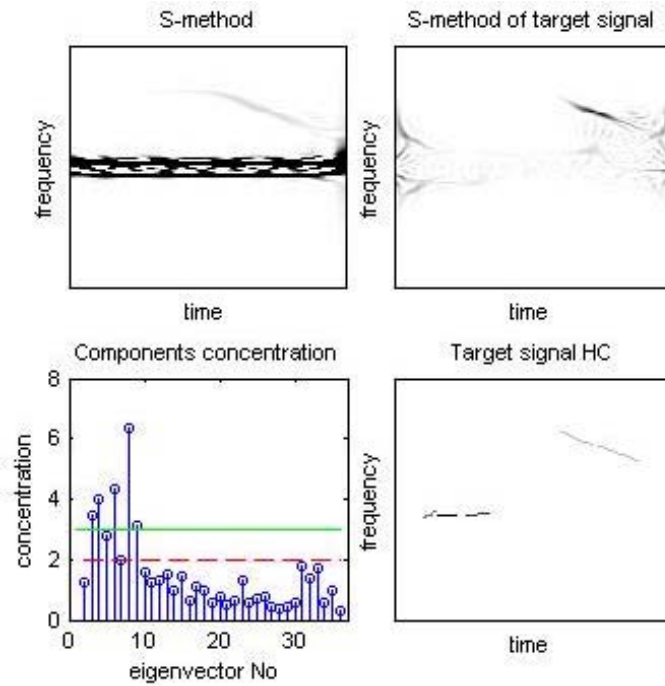 S-method
S-method of target signal
frequency
frequency
time
time
Components concentration
Target signal HC
8
6
4
2
0
concentration
frequency
0
10
20
30
eigenvector No
time